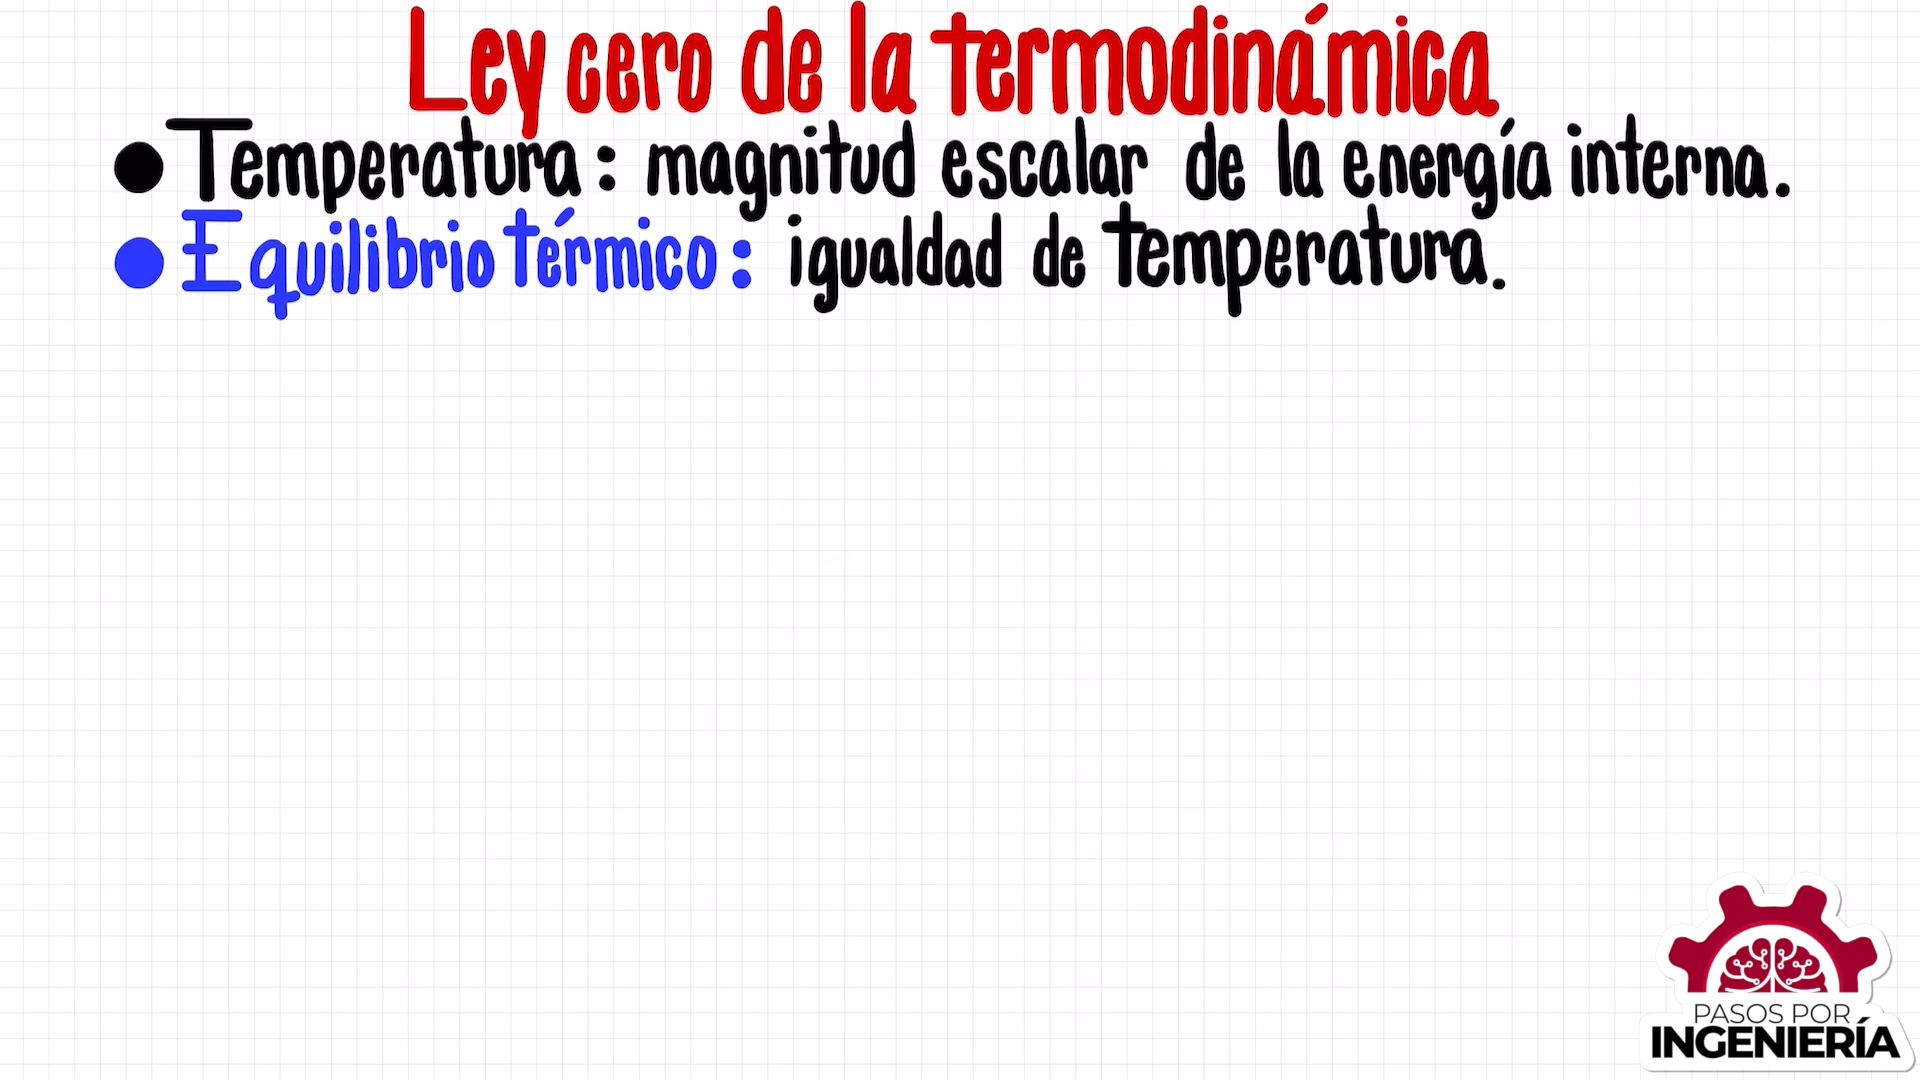 Ley cero de la termodinámica
● Temperatura: magnitud escalar de la energía interna.
● Equilibrio térmico: igualdad de temperatura.
PASOS POR
INGENIERÍA